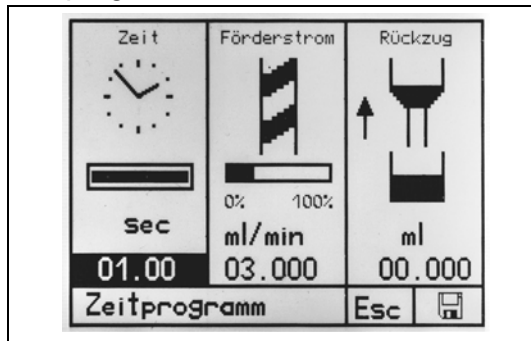 Zeit Förderstrom Rückzug
0% 100%
sec ml/min ml
01.00 03.000 00.000
Zeitprogramm Esc